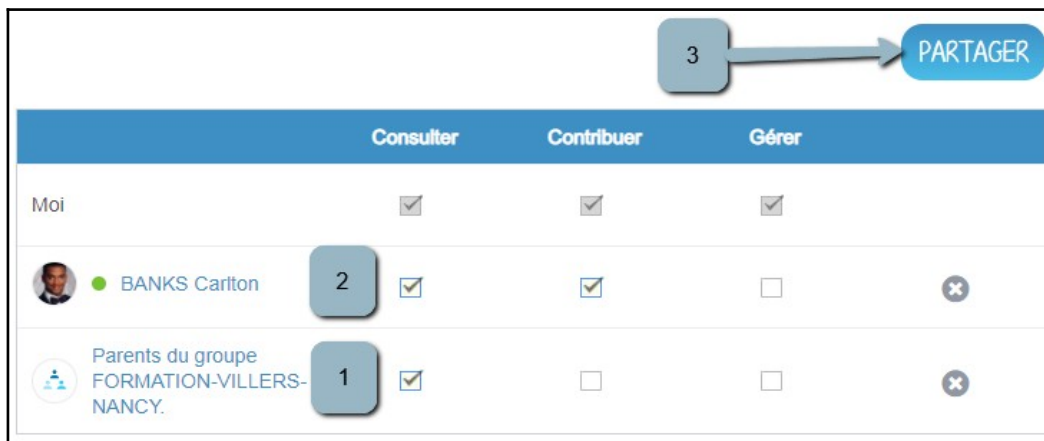 3
PARTAGER
Consulter Contribuer Gérer
Moi
BANKS Carlton 2
Parents du groupe
FORMATION-VILLERS-
NANCY.
1